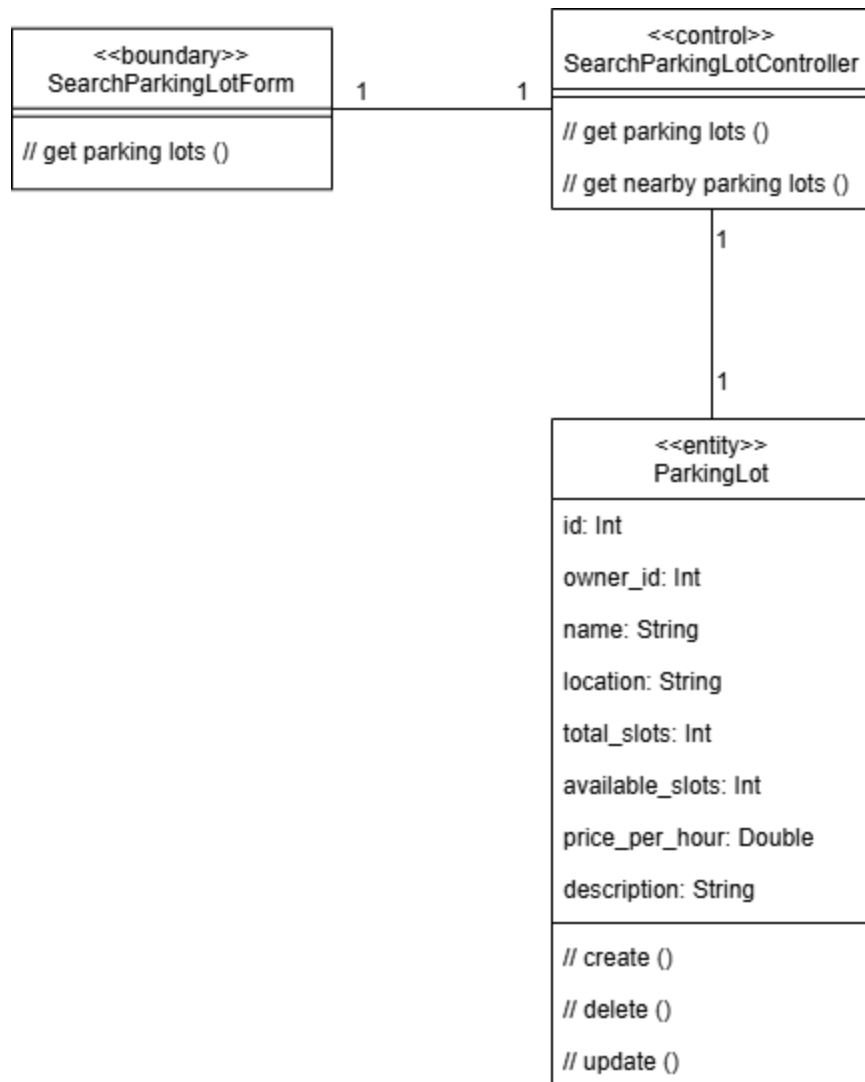 <<boundary>>
SearchParkingLotForm
// get parking lots ()
1
1
<<control>>
SearchParkingLotController
// get parking lots ()
// get nearby parking lots ()
1
1
<<entity>>
ParkingLot
id: Int
owner_id: Int
name: String
location: String
total_slots: Int
available_slots: Int
price_per_hour: Double
description: String
// create ()
// delete ()
// update ()